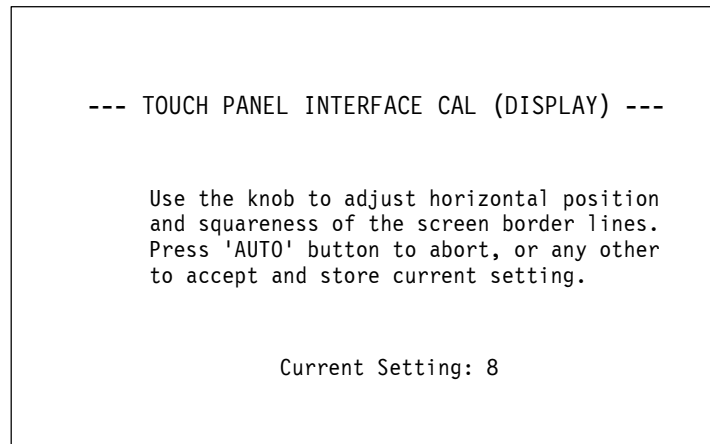 --- TOUCH PANEL INTERFACE CAL (DISPLAY) ---
Use the knob to adjust horizontal position
and squareness of the screen border lines.
Press 'AUTO' button to abort, or any other
to accept and store current setting.
Current Setting: 8